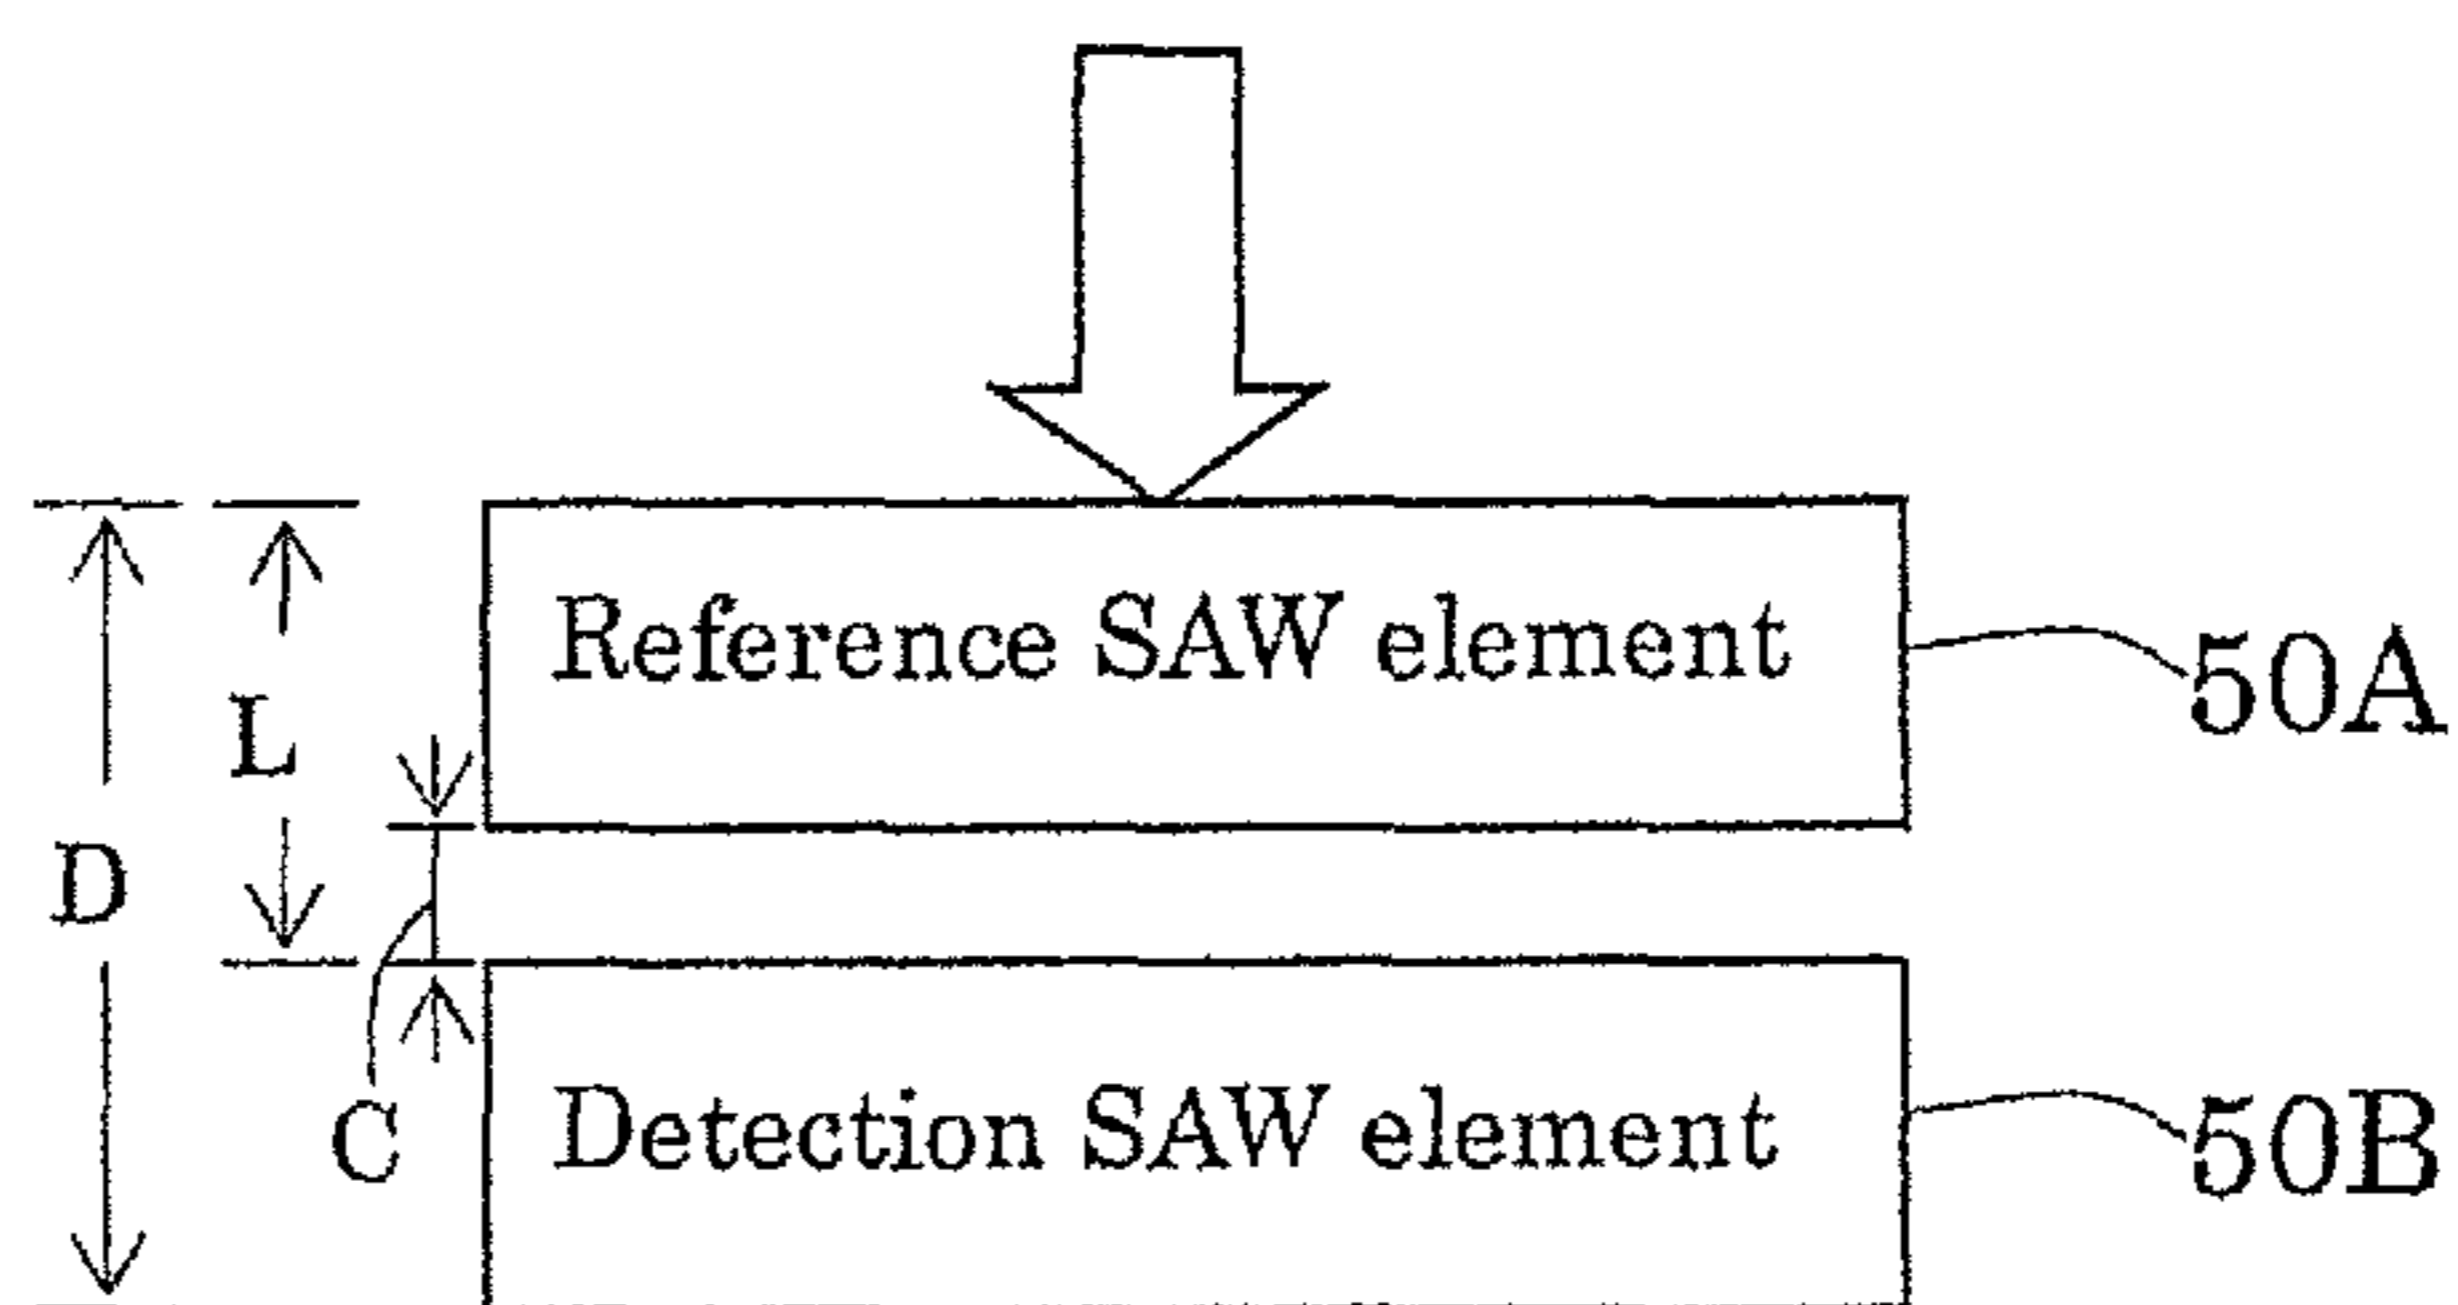 Reference SAW element
50A
L
D
C
Detection SAW element
50B